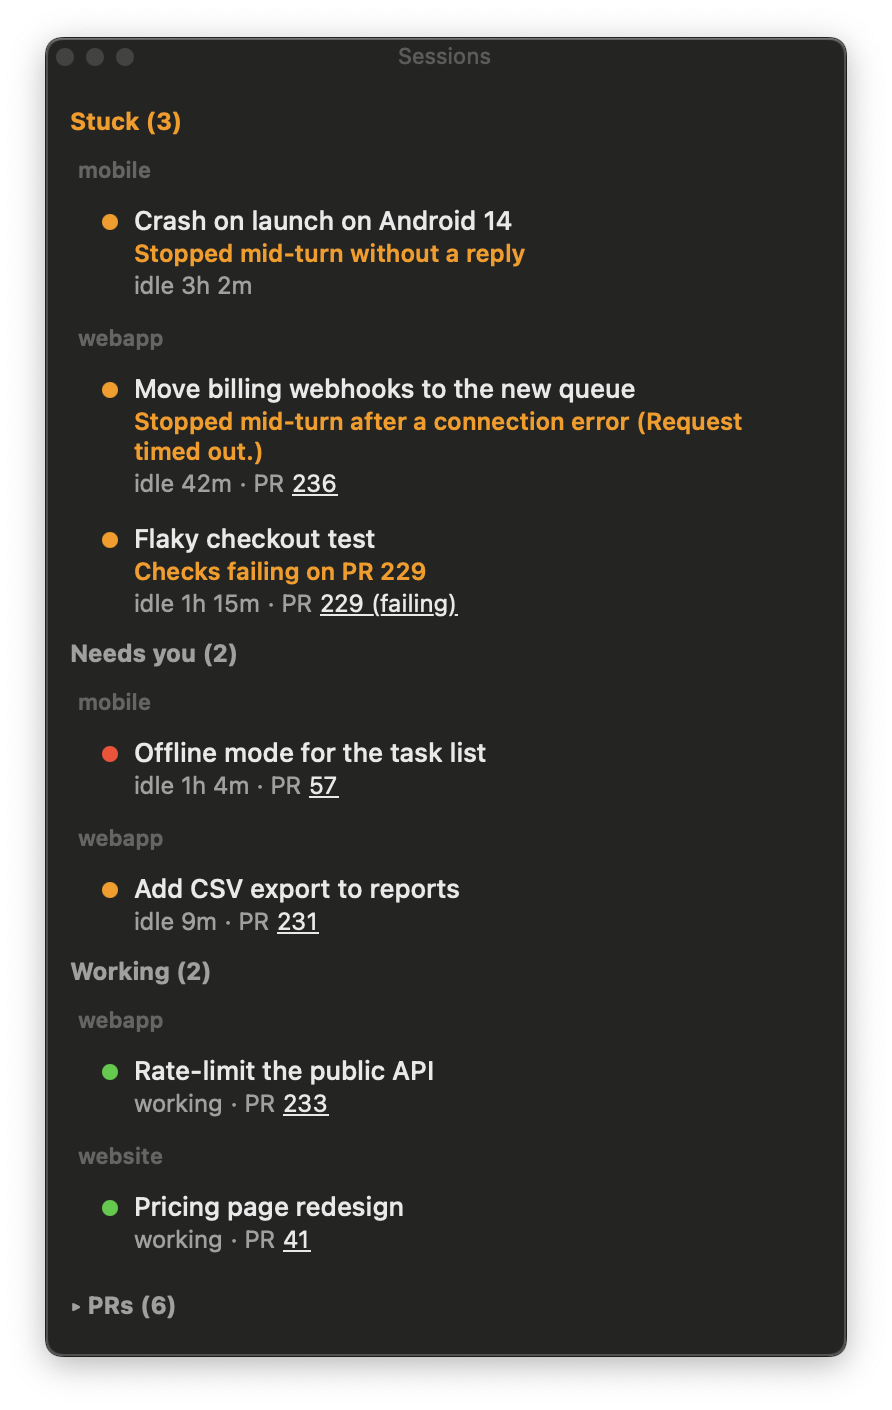 Sessions
Stuck (3)
mobile
Crash on launch on Android 14
Stopped mid-turn without a reply
idle 3h 2m
webapp
Move billing webhooks to the new queue
Stopped mid-turn after a connection error (Request
timed out.)
idle 42m · PR 236
Flaky checkout test
Checks failing on PR 229
idle 1h 15m · PR 229 (failing)
Needs you (2)
mobile
Offline mode for the task list
idle 1h 4m · PR 57
webapp
Add CSV export to reports
idle 9m · PR 231
Working (2)
webapp
Rate-limit the public API
working · PR 233
website
Pricing page redesign
working · PR 41
▸ PRs (6)